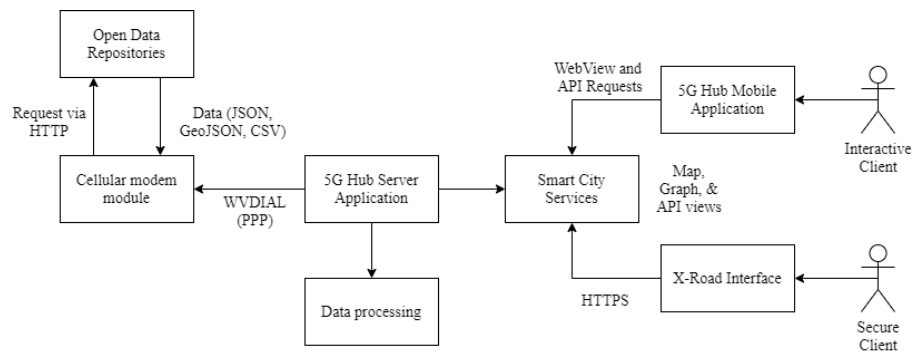 Open Data
Repositories
Request via
HTTP
Data (JSON,
GeoJSON, CSV)
Cellular modem
module
WVDIAL
(PPP)
5G Hub Server
Application
Data processing
Smart City
Services
WebView and
API Requests
5G Hub Mobile
Application
Interactive
Client
Map,
Graph, &
API views
HTTPS
X-Road Interface
Secure
Client